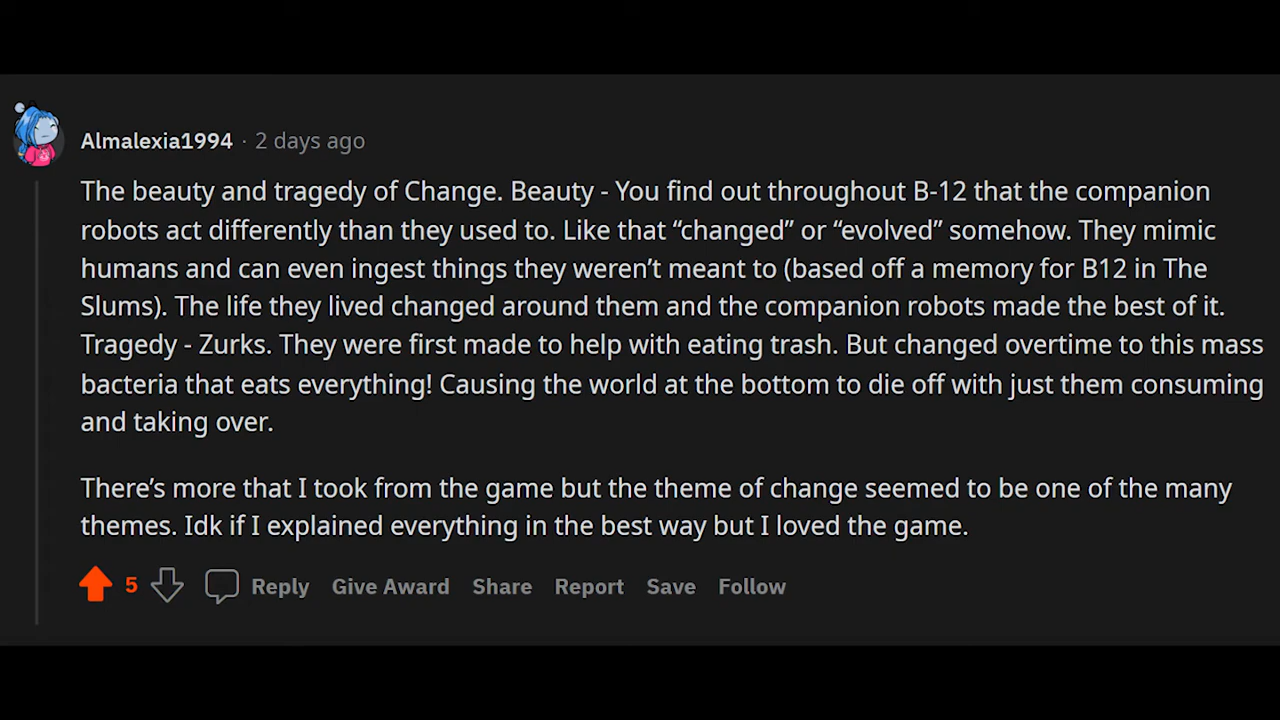 Almalexia1994 · 2 days ago
The beauty and tragedy of Change. Beauty - You find out throughout B-12 that the companion
robots act differently than they used to. Like that “changed” or “evolved” somehow. They mimic
humans and can even ingest things they weren’t meant to (based off a memory for B12 in The
Slums). The life they lived changed around them and the companion robots made the best of it.
Tragedy - Zurks. They were first made to help with eating trash. But changed overtime to this mass
bacteria that eats everything! Causing the world at the bottom to die off with just them consuming
and taking over.
There’s more that I took from the game but the theme of change seemed to be one of the many
themes. Idk if I explained everything in the best way but I loved the game.
5 Reply Give Award Share Report Save Follow